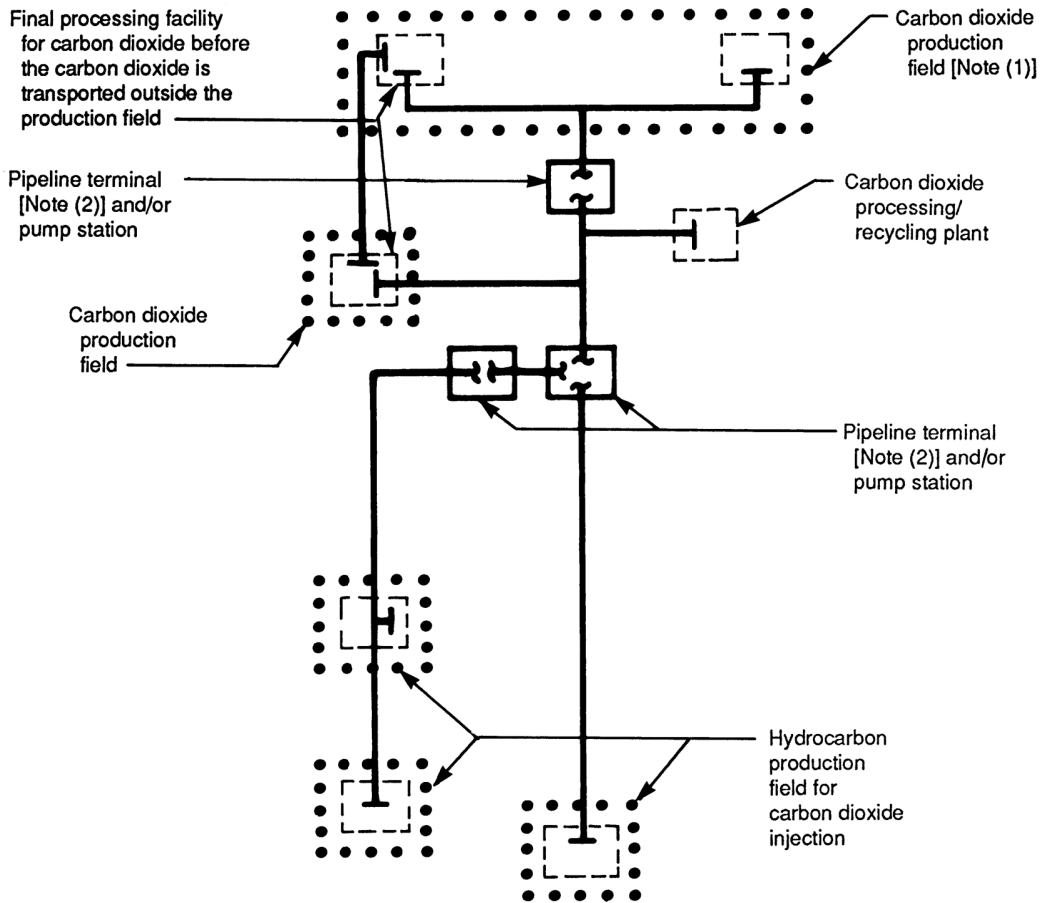 Final processing facility
for carbon dioxide before
the carbon dioxide is
transported outside the
production field
Carbon dioxide
production
field [Note (1)]
Pipeline terminal
[Note (2)] and/or
pump station
Carbon dioxide
processing/
recycling plant
Carbon dioxide
production
field
Pipeline terminal
[Note (2)] and/or
pump station
Hydrocarbon
production
field for
carbon dioxide
injection